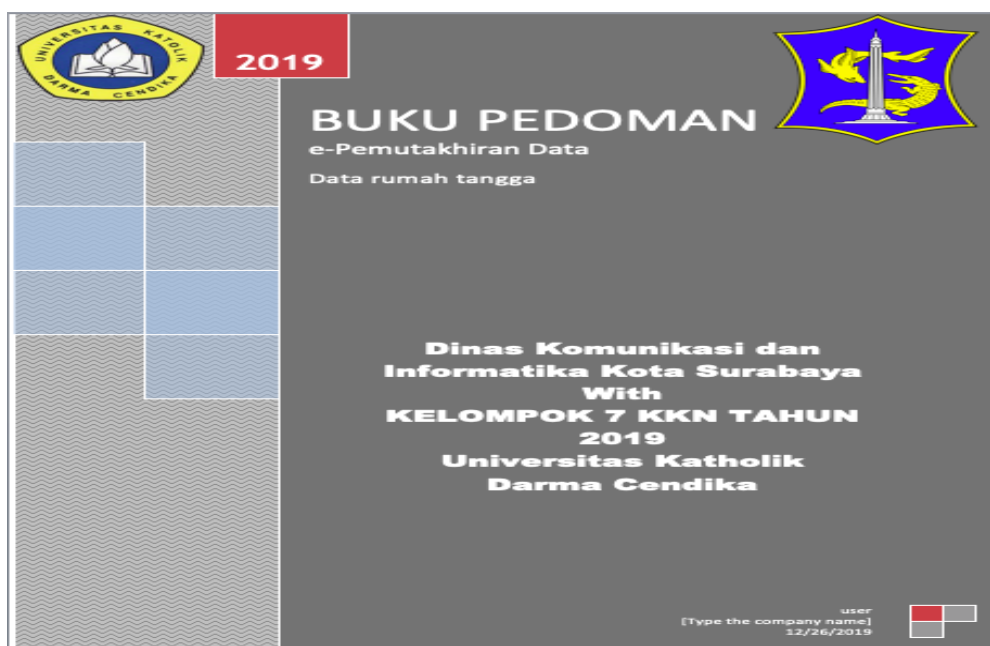 UNIVERSITAS KATOLIK
DARMA CENDIKA
2019
BUKU PEDOMAN
e-Pemutakhiran Data
Data rumah tangga
Dinas Komunikasi dan
Informatika Kota Surabaya
With
KELOMPOK 7 KKN TAHUN
2019
Universitas Katholik
Darma Cendika
user
[Type the company name]
12/26/2019